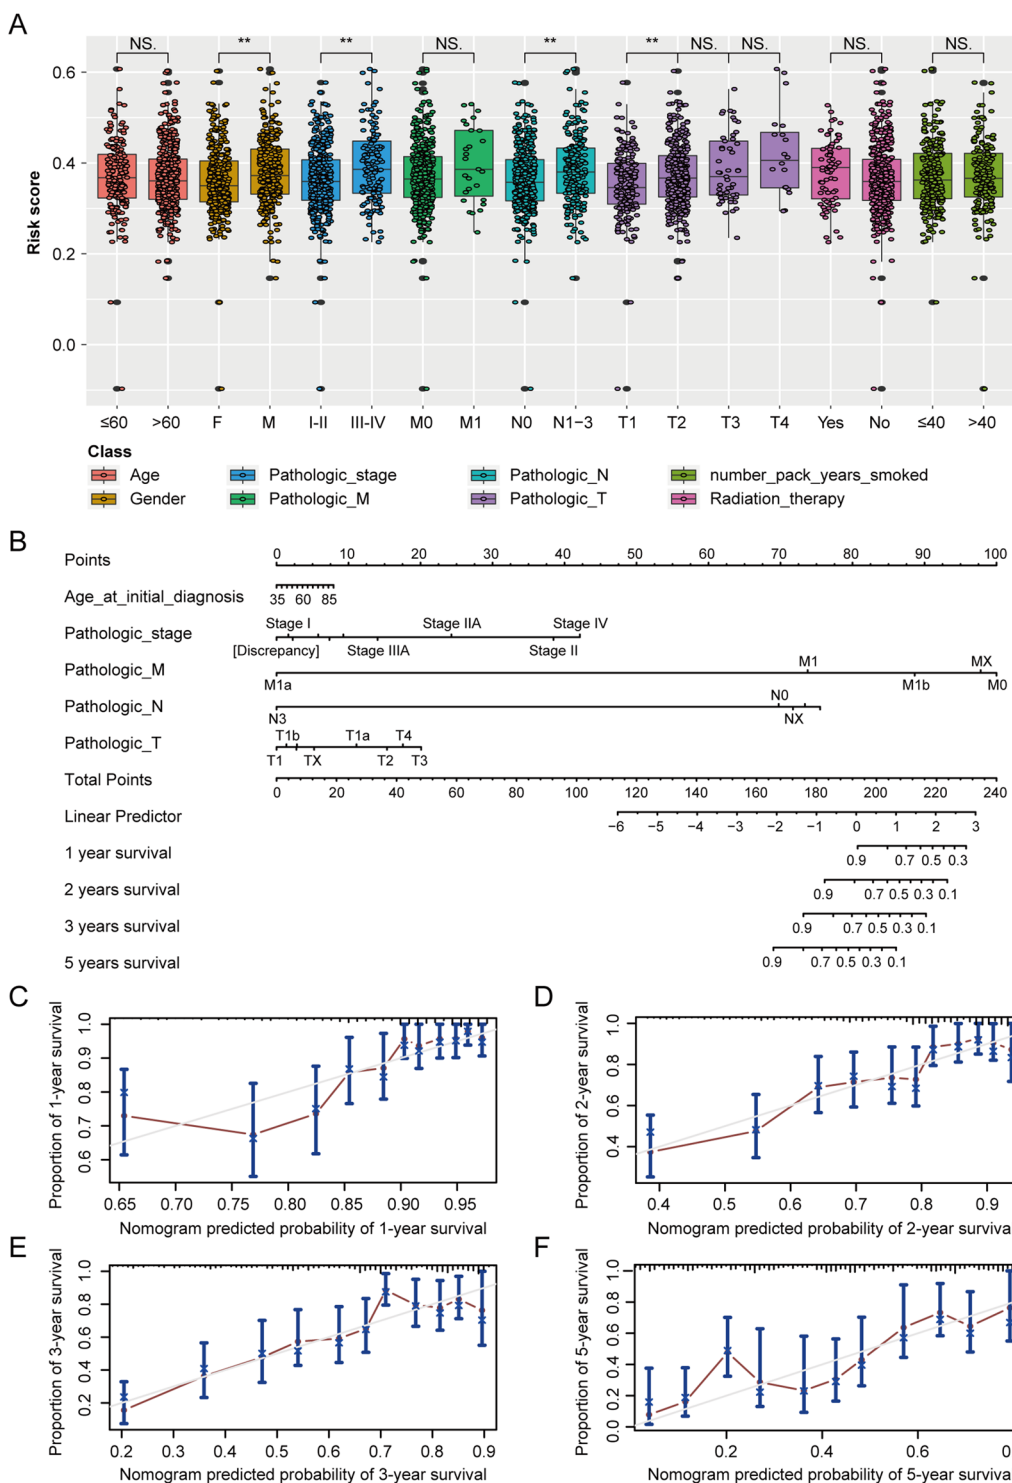 A
NS. ** ** NS. ** ** NS. NS. NS. NS.
0.6
0.4
0.2
0.0
Risk score
≤60 >60 F M I-II III-IV M0 M1 N0 N1−3 T1 T2 T3 T4 Yes No ≤40 >40
Class
Age Pathologic_stage Pathologic_N number_pack_years_smoked
Gender Pathologic_M Pathologic_T Radiation_therapy
B
Points
0 10 20 30 40 50 60 70 80 90 100
Age_at_initial_diagnosis
35 60 85
Pathologic_stage
Stage I Stage IIA Stage IV
[Discrepancy] Stage IIIA Stage II
Pathologic_M
M1 MX
M1a M1b M0
Pathologic_N
N0
N3 NX
Pathologic_T
T1b T1a T4
T1 TX T2 T3
Total Points
0 20 40 60 80 100 120 140 160 180 200 220 240
Linear Predictor
−6 −5 −4 −3 −2 −1 0 1 2 3
1 year survival
0.9 0.7 0.5 0.3
2 years survival
0.9 0.7 0.5 0.3 0.1
3 years survival
0.9 0.7 0.5 0.3 0.1
5 years survival
0.9 0.7 0.5 0.3 0.1
C
Proportion of 1-year survival
1.0
0.9
0.8
0.7
0.6
0.65 0.70 0.75 0.80 0.85 0.90 0.95
Nomogram predicted probability of 1-year survival
D
Proportion of 2-year survival
1.0
0.8
0.6
0.4
0.4 0.5 0.6 0.7 0.8 0.9
Nomogram predicted probability of 2-year survival
E
Proportion of 3-year survival
1.0
0.8
0.6
0.4
0.2
0.2 0.3 0.4 0.5 0.6 0.7 0.8 0.9
Nomogram predicted probability of 3-year survival
F
Proportion of 5-year survival
1.0
0.8
0.6
0.4
0.2
0.0
0.2 0.4 0.6
Nomogram predicted probability of 5-year survival